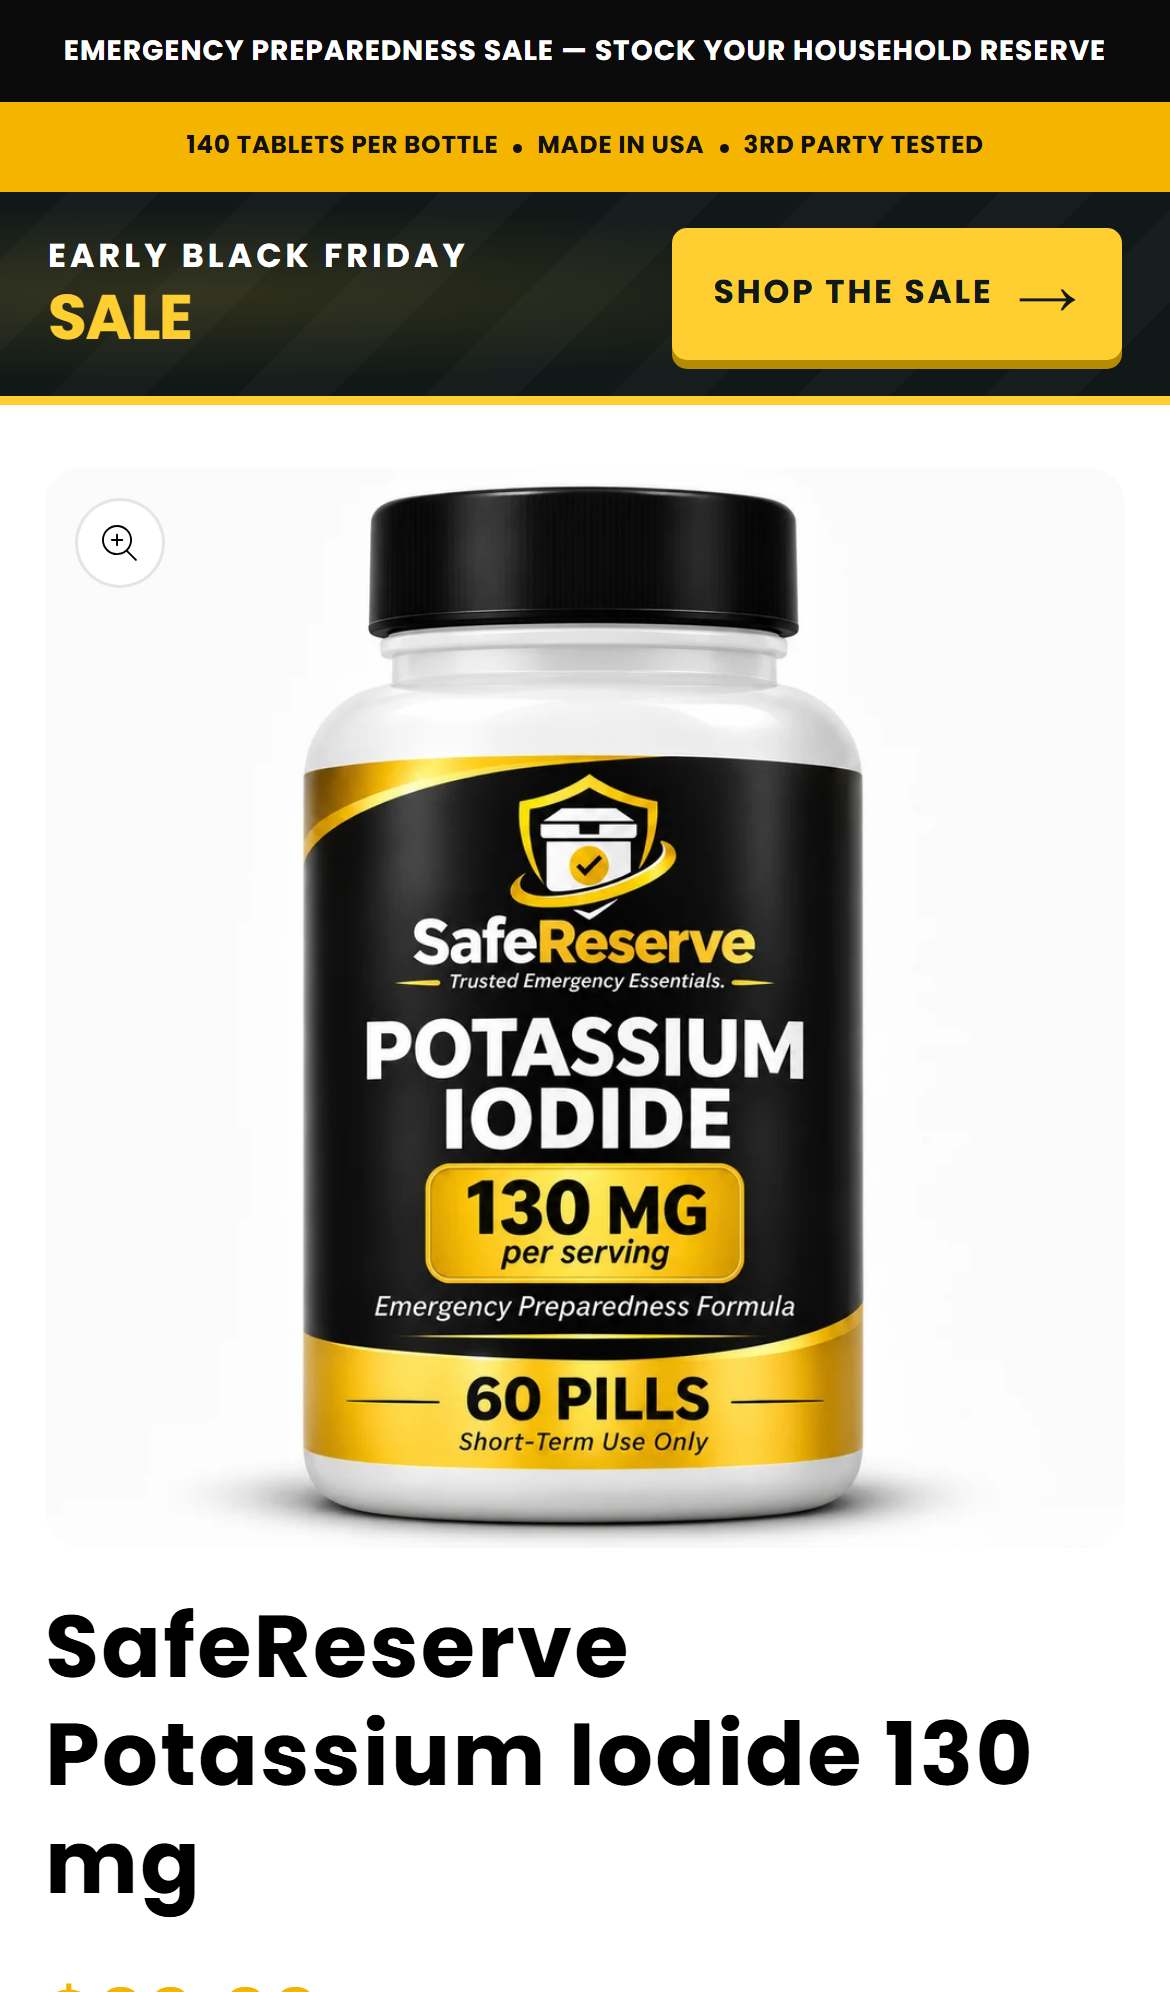 EMERGENCY PREPAREDNESS SALE — STOCK YOUR HOUSEHOLD RESERVE
140 TABLETS PER BOTTLE • MADE IN USA • 3RD PARTY TESTED
EARLY BLACK FRIDAY
SALE
SHOP THE SALE →
SafeReserve
Trusted Emergency Essentials.
POTASSIUM
IODIDE
130 MG
per serving
Emergency Preparedness Formula
60 PILLS
Short-Term Use Only
SafeReserve
Potassium Iodide 130
mg